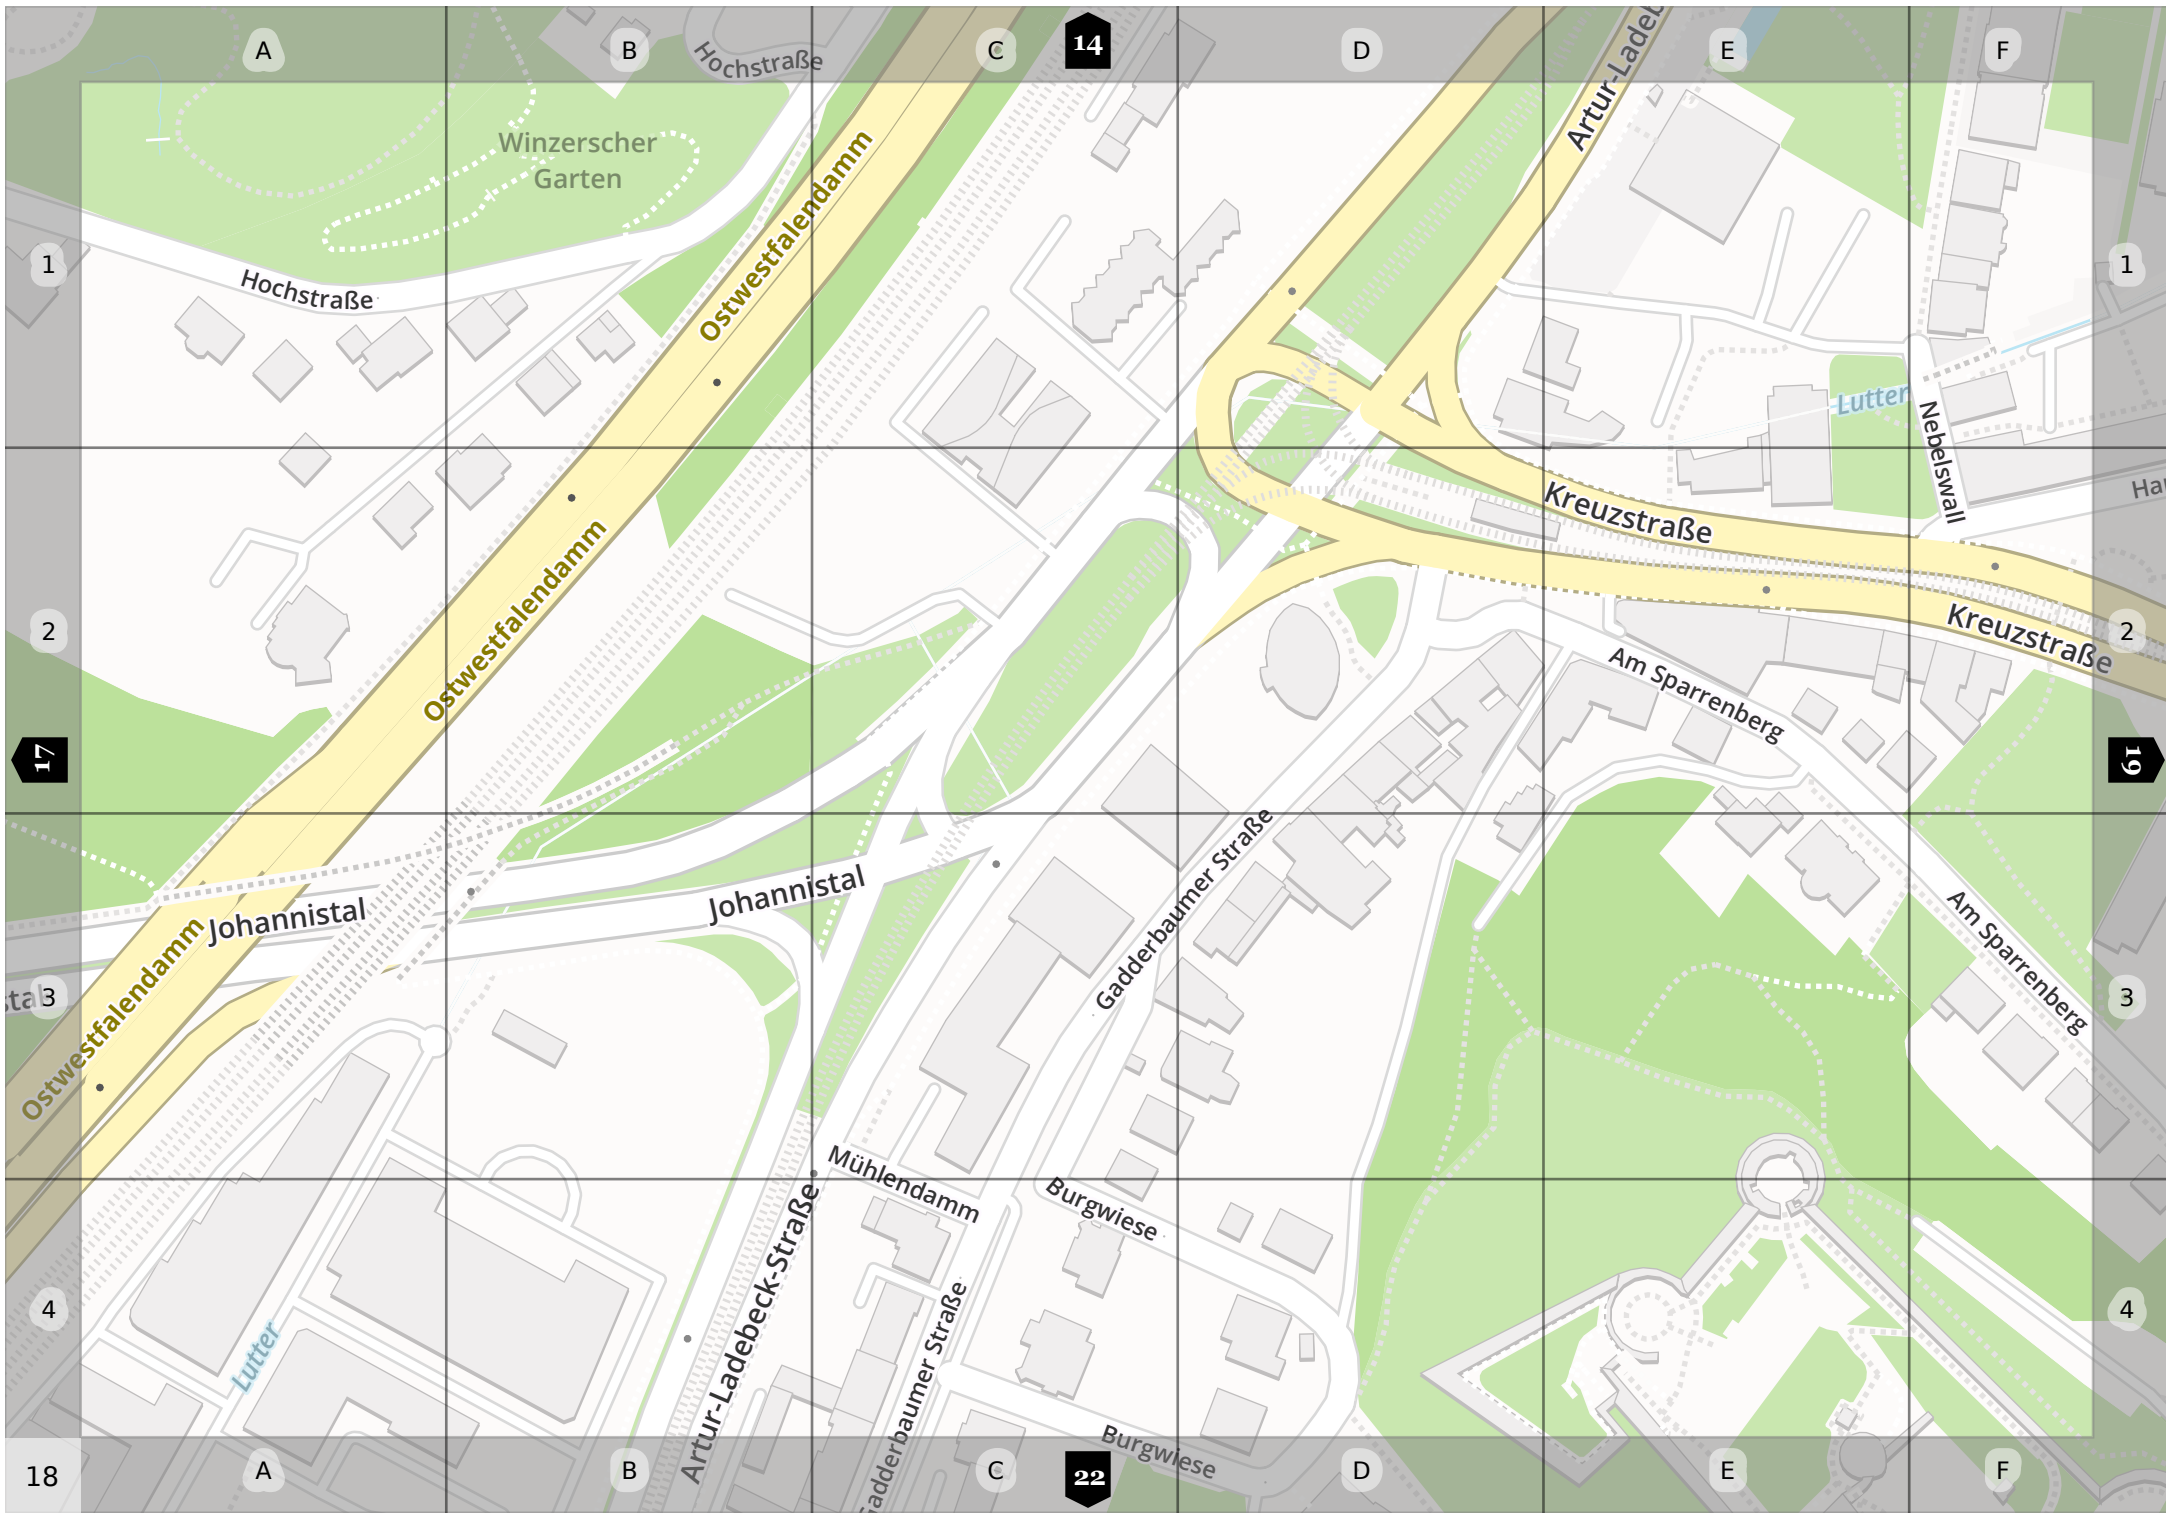 A
B
C
14
D
E
F
Hochstraße
Artur-Ladeb
Winzerscher
Garten
Ostwestfalendamm
1
1
Hochstraße
Lutter
Nebelswall
Kreuzstraße
Har
Ostwestfalendamm
2
2
Kreuzstraße
Am Sparrenberg
17
19
Gadderbaumer Straße
Johannistal
Johannistal
Am Sparrenberg
Ostwestfalendamm
stal
3
3
Mühlendamm
Burgwiese
Artur-Ladebeck-Straße
Gadderbaumer Straße
4
4
Lutter
Burgwiese
18
A
B
C
22
D
E
F